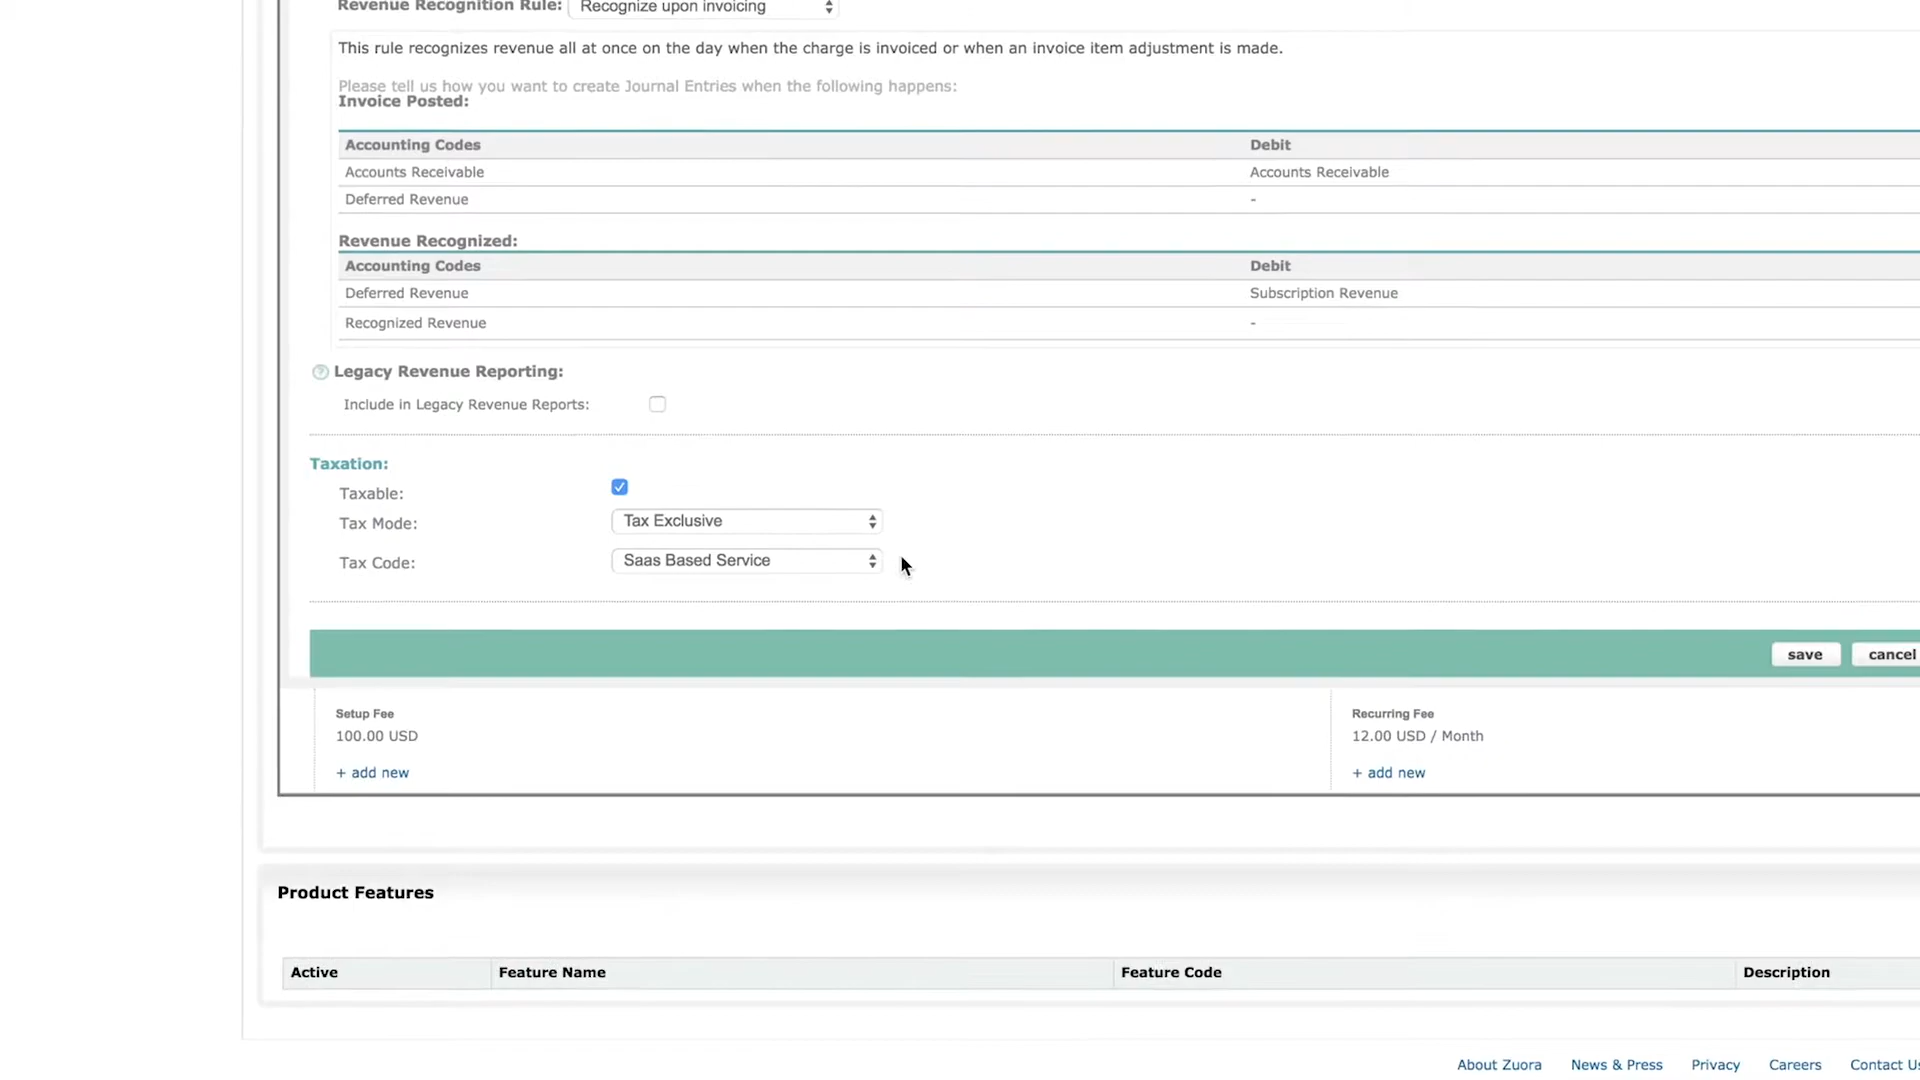 Revenue Recognition Rule: Recognize upon invoicing
This rule recognizes revenue all at once on the day when the charge is invoiced or when an invoice item adjustment is made.
Please tell us how you want to create Journal Entries when the following happens:
Invoice Posted:
Accounting Codes Debit
Accounts Receivable Accounts Receivable
Deferred Revenue -
Revenue Recognized:
Accounting Codes Debit
Deferred Revenue Subscription Revenue
Recognized Revenue -
? Legacy Revenue Reporting:
Include in Legacy Revenue Reports:
Taxation:
Taxable:
Tax Mode: Tax Exclusive
Tax Code: Saas Based Service
save cancel
Setup Fee Recurring Fee
100.00 USD 12.00 USD / Month
+ add new + add new
Product Features
Active Feature Name Feature Code Description
About Zuora News & Press Privacy Careers Contact Us